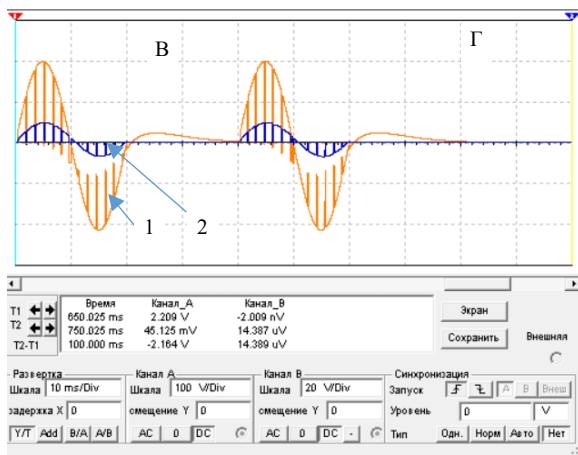 1
2
В
Г
1
2
Время Канал_A Канал_B
T1 650.025 ms 2.209 V -2.009 nV
T2 750.025 ms 45.125 mV 14.387 uV
T2-T1 100.000 ms -2.164 V 14.389 uV
Экран
Сохранить
Внешняя
Развертка
Шкала 10 ms/Div
задержка X 0
Y/T Add B/A A/B
Канал A
Шкала 100 V/Div
смещение Y 0
AC 0 DC
Канал B
Шкала 20 V/Div
смещение Y 0
AC 0 DC -
Синхронизация
Запуск A B Внеш
Уровень 0 V
Тип Одн. Норм Авто Нет